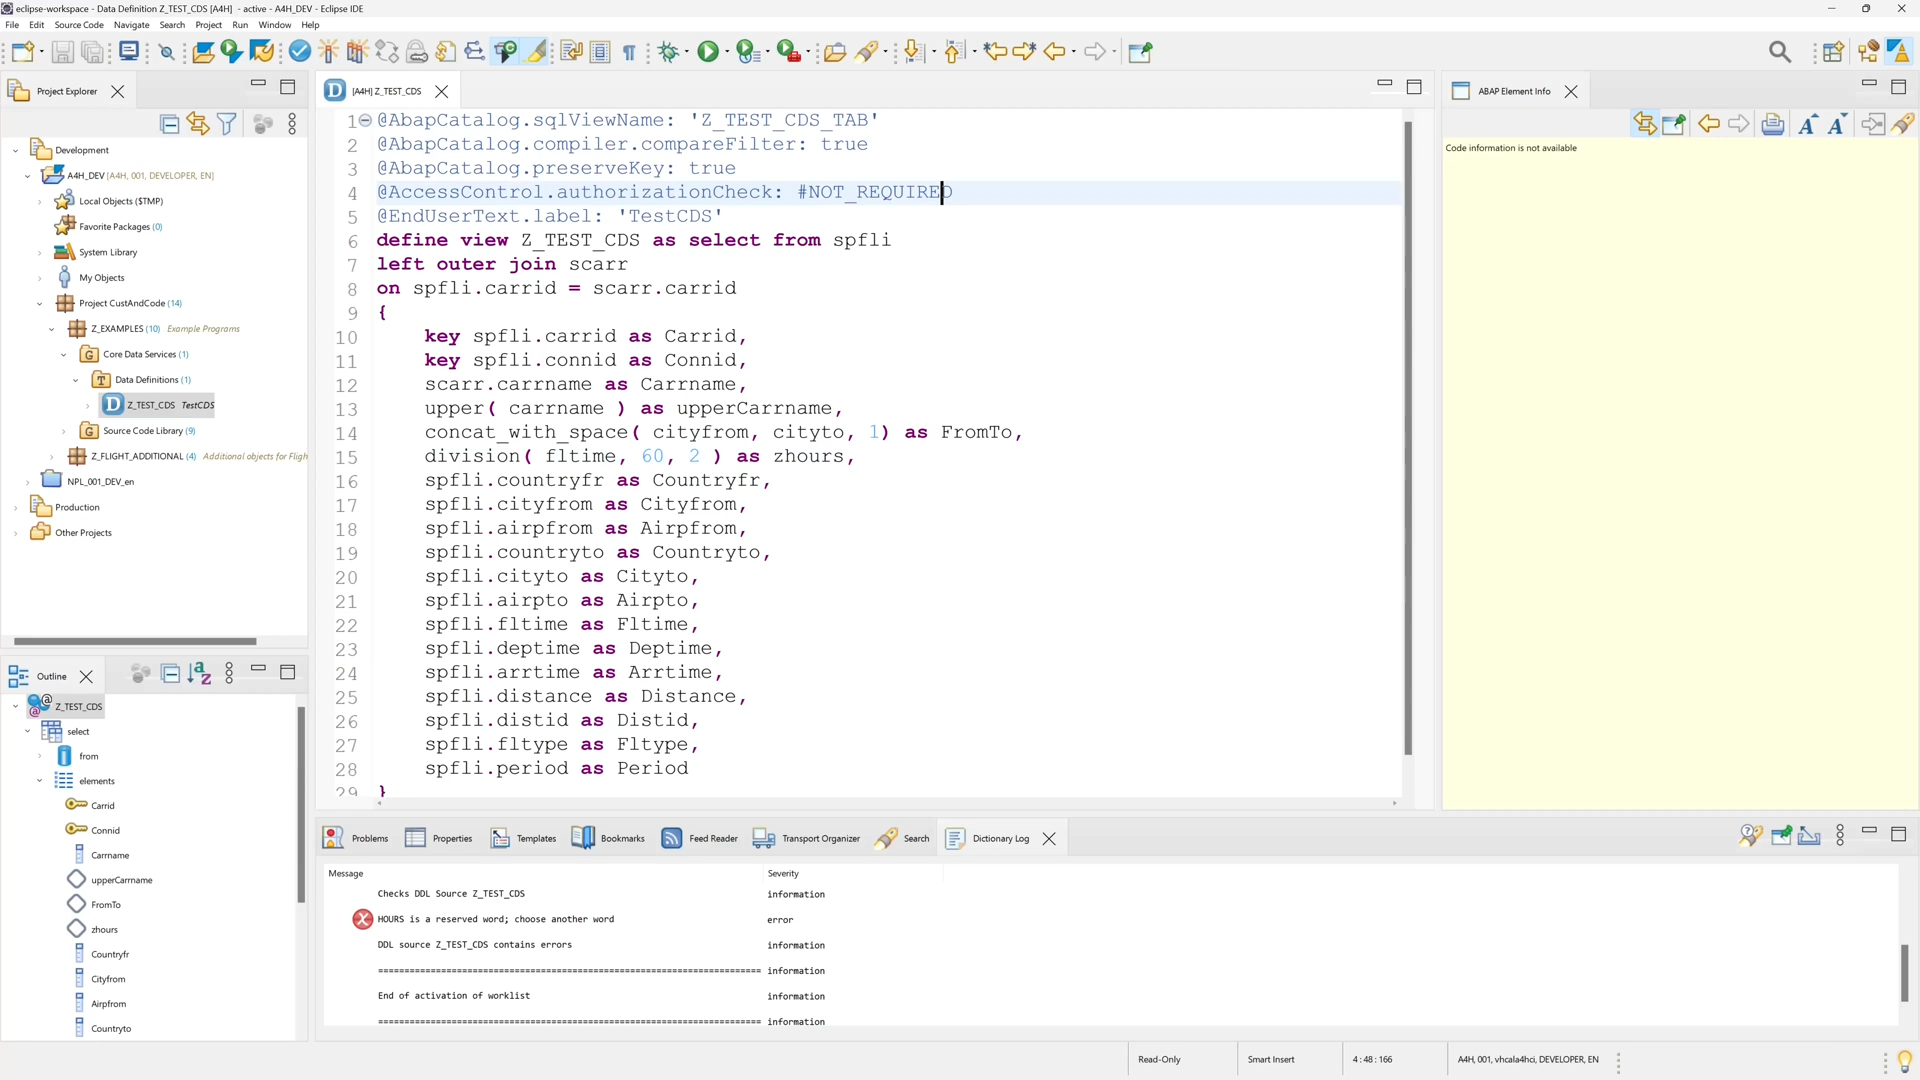 eclipse-workspace - Data Definition Z_TEST_CDS [A4H]  - active - A4H_DEV - Eclipse IDE
File Edit Source Code Navigate Search Project Run Window Help
Project Explorer
Development
A4H_DEV [A4H, 001, DEVELOPER, EN]
Local Objects ($TMP)
Favorite Packages (0)
System Library
My Objects
Project CustAndCode (14)
Z_EXAMPLES (10) Example Programs
G Core Data Services (1)
T Data Definitions (1)
D Z_TEST_CDS TestCDS
G Source Code Library (9)
Z_FLIGHT_ADDITIONAL (4) Additional objects for Fligh
NPL_001_DEV_en
Production
Other Projects
Outline
Z_TEST_CDS
select
from
elements
Carrid
Connid
Carrname
upperCarrname
FromTo
zhours
Countryfr
Cityfrom
Airpfrom
Countryto
D [A4H] Z_TEST_CDS
1 @AbapCatalog.sqlViewName: 'Z_TEST_CDS_TAB'
2 @AbapCatalog.compiler.compareFilter: true
3 @AbapCatalog.preserveKey: true
4 @AccessControl.authorizationCheck: #NOT_REQUIRED
5 @EndUserText.label: 'TestCDS'
6 define view Z_TEST_CDS as select from spfli
7 left outer join scarr
8 on spfli.carrid = scarr.carrid
9 {
10 key spfli.carrid as Carrid,
11 key spfli.connid as Connid,
12 scarr.carrname as Carrname,
13 upper( carrname ) as upperCarrname,
14 concat_with_space( cityfrom, cityto, 1) as FromTo,
15 division( fltime, 60, 2 ) as zhours,
16 spfli.countryfr as Countryfr,
17 spfli.cityfrom as Cityfrom,
18 spfli.airpfrom as Airpfrom,
19 spfli.countryto as Countryto,
20 spfli.cityto as Cityto,
21 spfli.airpto as Airpto,
22 spfli.fltime as Fltime,
23 spfli.deptime as Deptime,
24 spfli.arrtime as Arrtime,
25 spfli.distance as Distance,
26 spfli.distid as Distid,
27 spfli.fltype as Fltype,
28 spfli.period as Period
29 }
ABAP Element Info
Code information is not available
Problems Properties Templates Bookmarks Feed Reader Transport Organizer Search Dictionary Log
Message Severity
Checks DDL Source Z_TEST_CDS information
HOURS is a reserved word; choose another word error
DDL source Z_TEST_CDS contains errors information
========================================================================= information
End of activation of worklist information
========================================================================= information
Read-Only Smart Insert 4 : 48 : 166 A4H, 001, vhcala4hci, DEVELOPER, EN